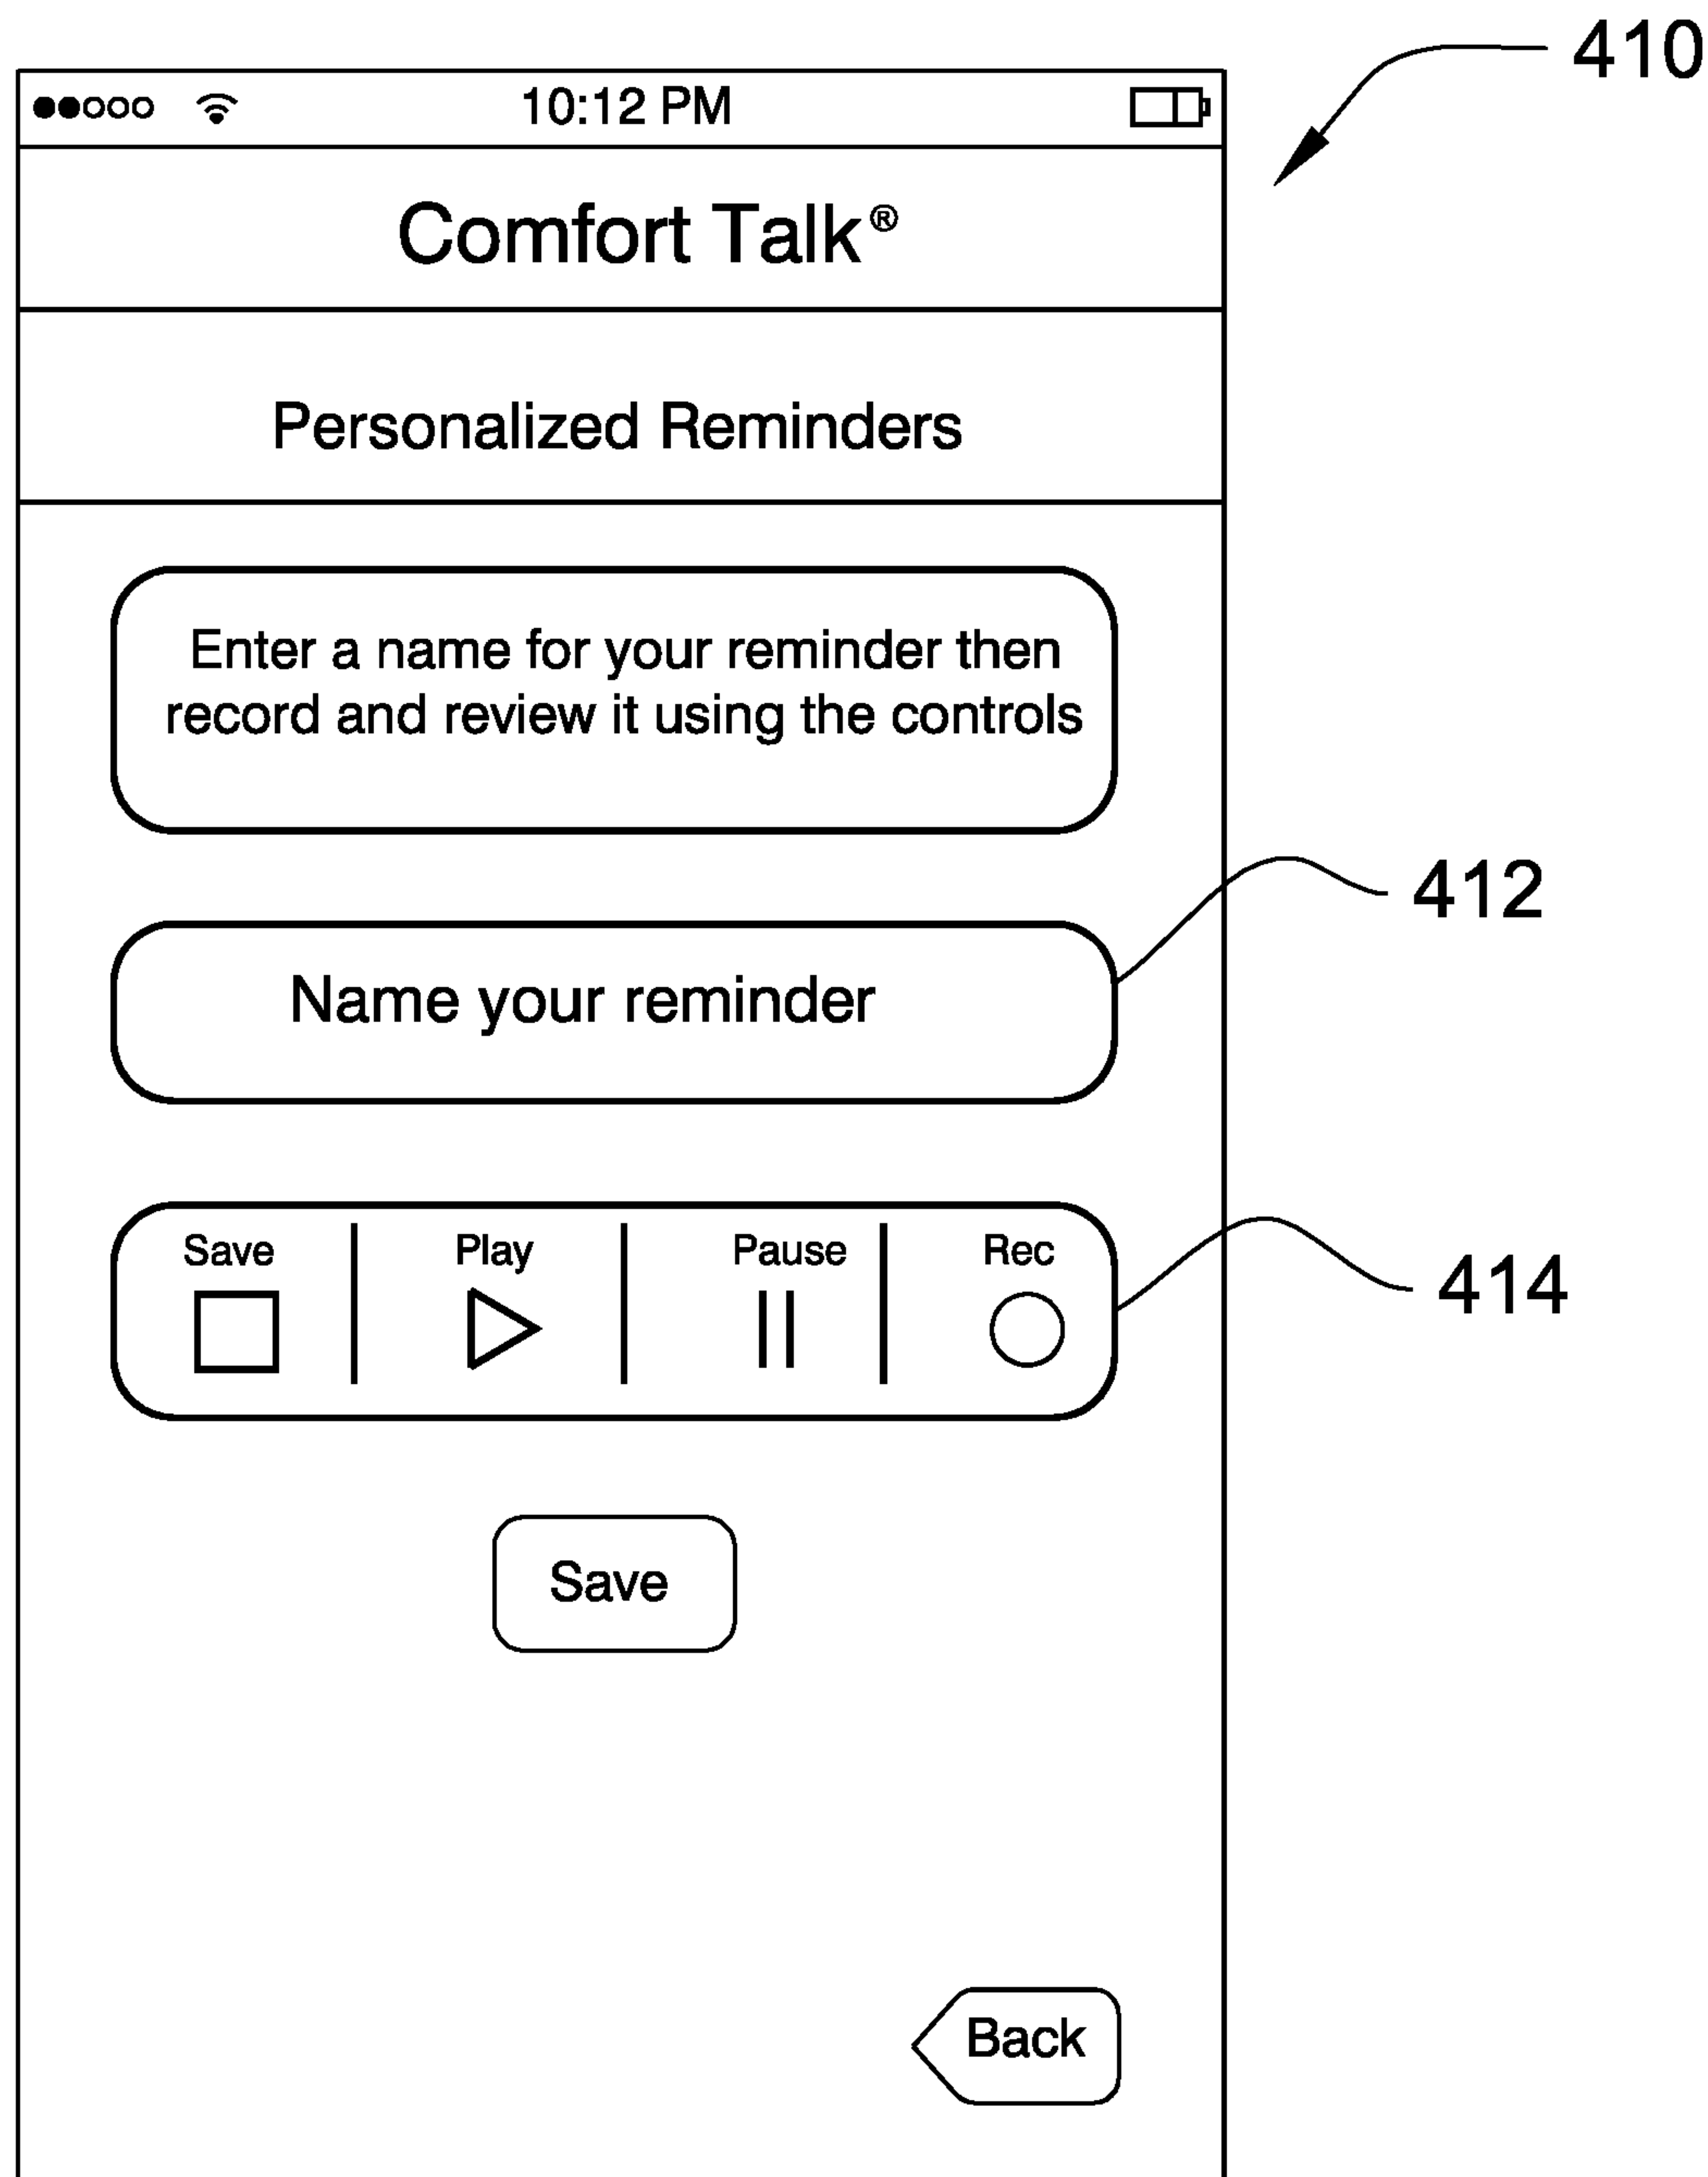 410
10:12 PM
Comfort Talk®
Personalized Reminders
Enter a name for your reminder then
record and review it using the controls
412
Name your reminder
Save Play Pause Rec
414
Save
Back